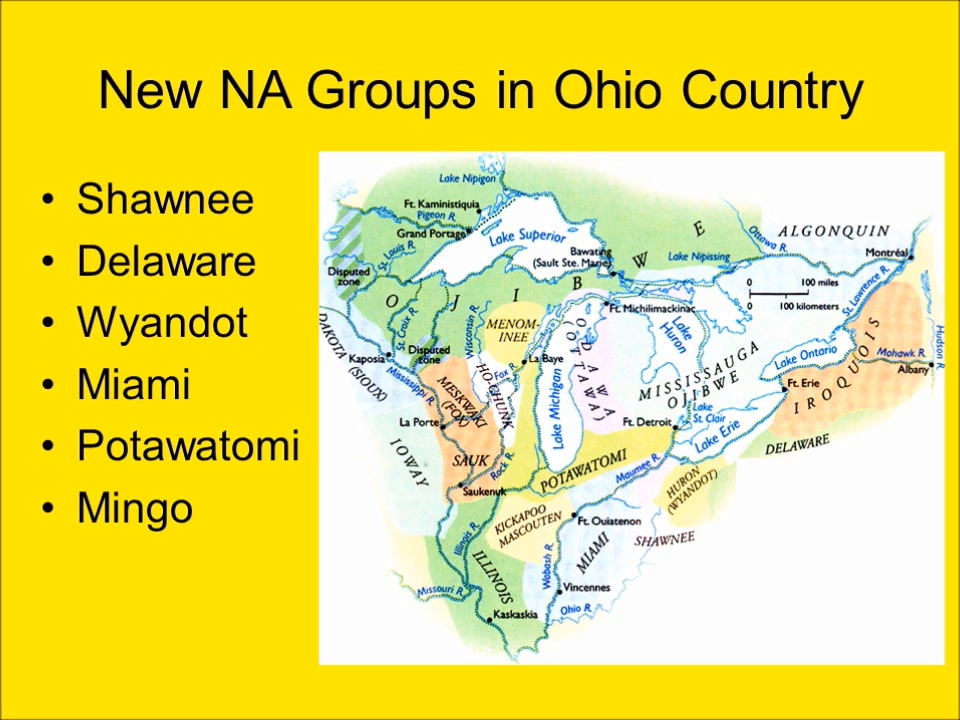 New NA Groups in Ohio Country
• Shawnee
• Delaware
• Wyandot
• Miami
• Potawatomi
• Mingo
Lake Nipigon
Ft. Kaministiquia
Pigeon R.
Grand Portage
St. Louis R.
Lake Superior
Bawating
(Sault Ste. Marie)
Lake Nipissing
Ottawa R.
ALGONQUIN
Montréal
Disputed
zone
OJIBWE
0 100 miles
0 100 kilometers
St. Lawrence R.
Hudson R.
DAKOTA (SIOUX)
St. Croix R.
Wisconsin R.
MENOM-
INEE
Ft. Michilimackinac
Lake
Huron
ODAWA
(OTTAWA)
Kaposia
Disputed
zone
La Baye
Fox R.
Mississippi R.
MESKWAKI
(FOX)
HO-CHUNK
Lake Michigan
MISSISSAUGA
OJIBWE
Lake Ontario
IROQUOIS
Mohawk R.
Albany
Ft. Erie
La Porte
IOWAY
SAUK
Rock R.
Saukenuk
Ft. Detroit
Lake
St. Clair
Lake Erie
DELAWARE
POTAWATOMI
Maumee R.
HURON
(WYANDOT)
KICKAPOO
MASCOUTEN
Ft. Ouiatenon
SHAWNEE
MIAMI
Illinois R.
ILLINOIS
Wabash R.
Vincennes
Missouri R.
Kaskaskia
Ohio R.